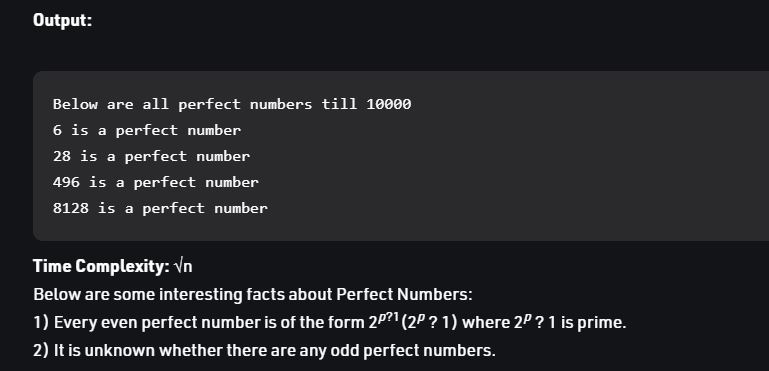 Output:
Below are all perfect numbers till 10000
6 is a perfect number
28 is a perfect number
496 is a perfect number
8128 is a perfect number
Time Complexity: √n
Below are some interesting facts about Perfect Numbers:
1) Every even perfect number is of the form 2ᵖ?¹(2ᵖ ? 1) where 2ᵖ ? 1 is prime.
2) It is unknown whether there are any odd perfect numbers.